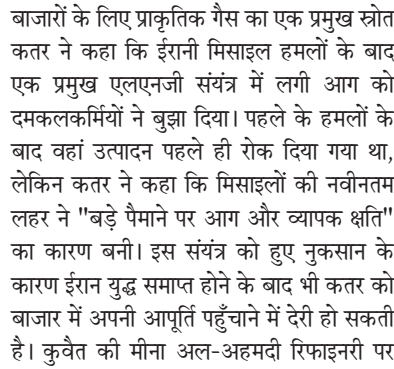 बाजारों के लिए प्राकृतिक गैस का एक प्रमुख स्रोत
कतर ने कहा कि ईरानी मिसाइल हमलों के बाद
एक प्रमुख एलएनजी संयंत्र में लगी आग को
दमकलकर्मियों ने बुझा दिया। पहले के हमलों के
बाद वहां उत्पादन पहले ही रोक दिया गया था,
लेकिन कतर ने कहा कि मिसाइलों की नवीनतम
लहर ने "बड़े पैमाने पर आग और व्यापक क्षति"
का कारण बनी। इस संयंत्र को हुए नुकसान के
कारण ईरान युद्ध समाप्त होने के बाद भी कतर को
बाजार में अपनी आपूर्ति पहुँचाने में देरी हो सकती
है। कुवैत की मीना अल-अहमदी रिफाइनरी पर